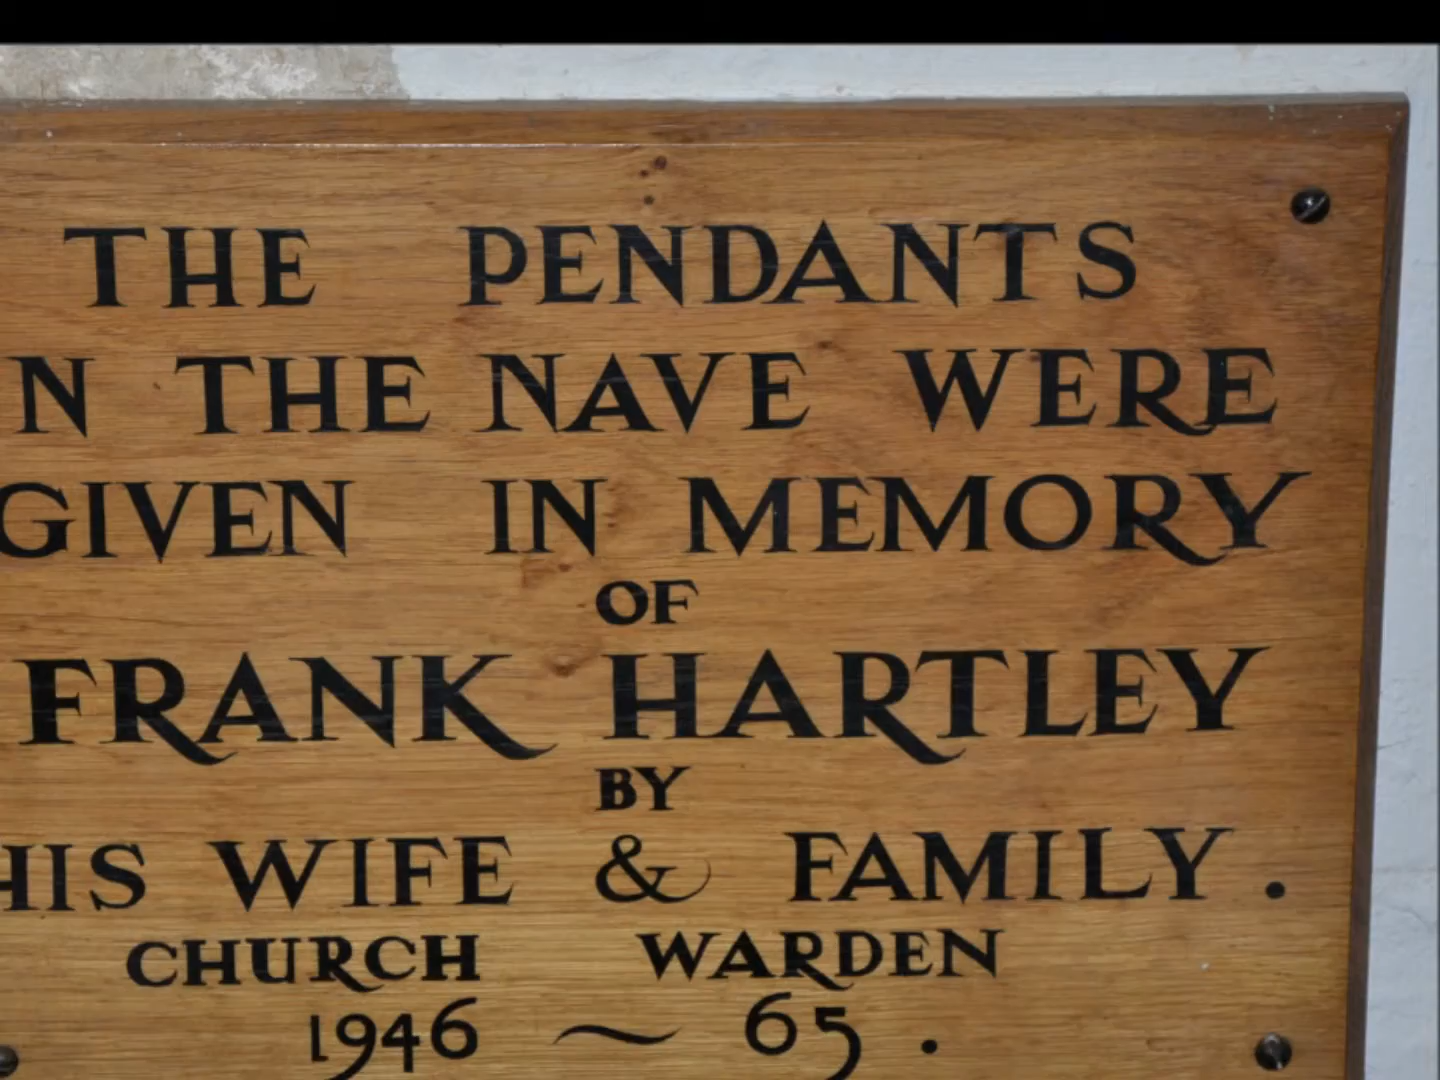 THE PENDANTS
N THE NAVE WERE
GIVEN IN MEMORY
OF
FRANK HARTLEY
BY
HIS WIFE & FAMILY.
CHURCH WARDEN
1946 ~ 65.